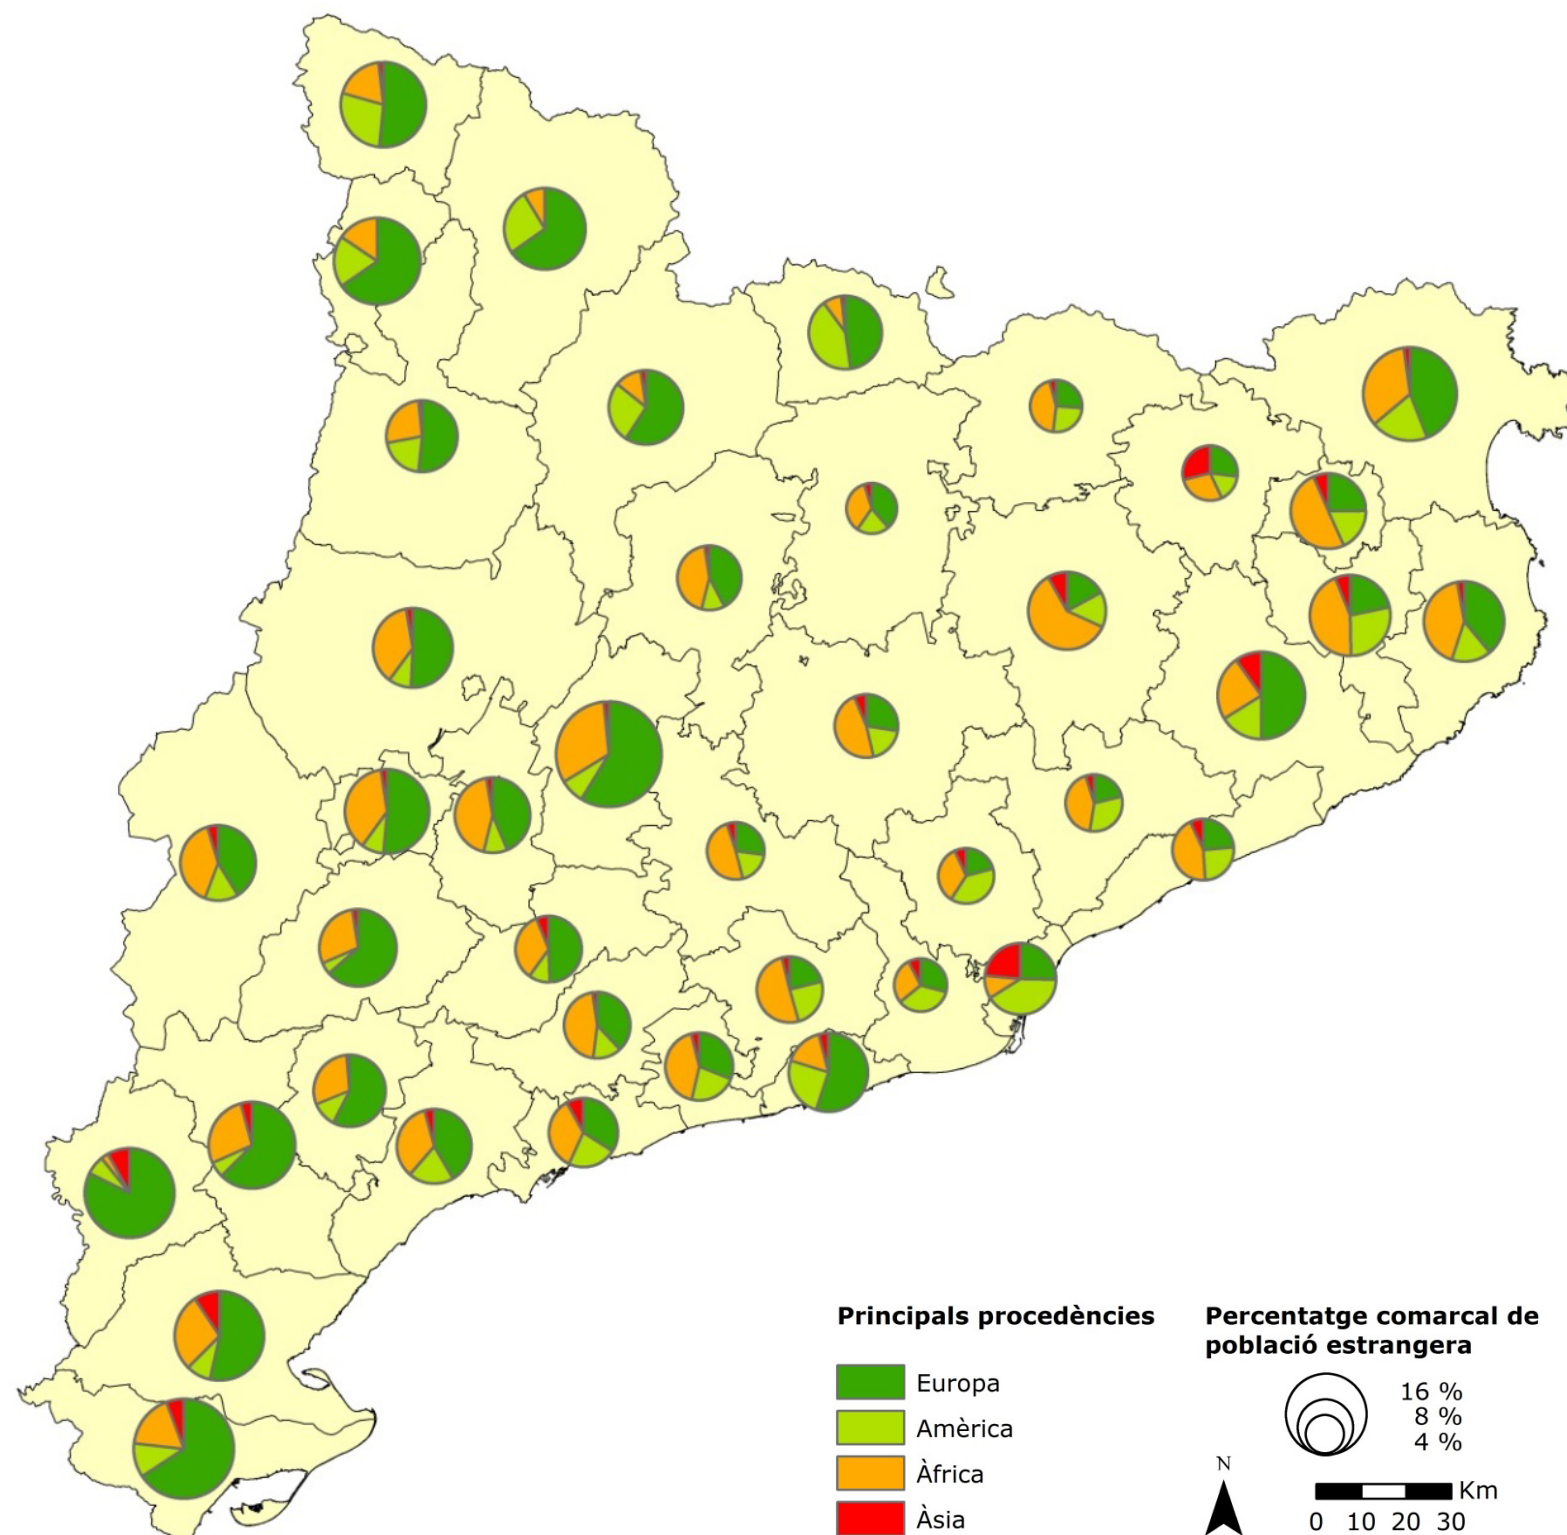 Principals procedències
Europa
Amèrica
Àfrica
Àsia
Percentatge comarcal de
població estrangera
16 %
8 %
4 %
N
Km
0 10 20 30